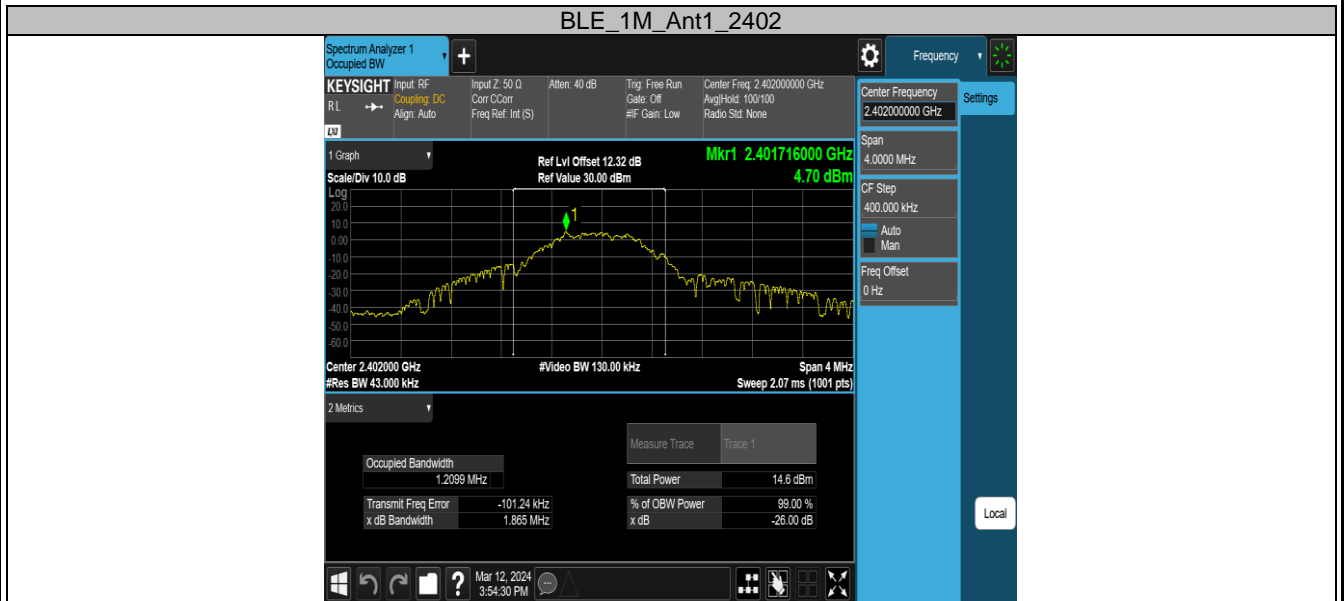 BLE_1M_Ant1_2402
Spectrum Analyzer 1
Occupied BW
+
Frequency
KEYSIGHT
RL
LXI
Input: RF
Coupling: DC
Align: Auto
Input Z: 50 Ω
Corr CCorr
Freq Ref: Int (S)
Atten: 40 dB
Trig: Free Run
Gate: Off
#IF Gain: Low
Center Freq: 2.402000000 GHz
Avg|Hold: 100/100
Radio Std: None
Center Frequency
2.402000000 GHz
Settings
Span
4.0000 MHz
CF Step
400.000 kHz
Auto
Man
Freq Offset
0 Hz
1 Graph
Scale/Div 10.0 dB
Ref Lvl Offset 12.32 dB
Ref Value 30.00 dBm
Mkr1 2.401716000 GHz
4.70 dBm
Log
20.0
10.0
0.00
-10.0
-20.0
-30.0
-40.0
-50.0
-60.0
1
Center 2.402000 GHz
#Video BW 130.00 kHz
Span 4 MHz
#Res BW 43.000 kHz
Sweep 2.07 ms (1001 pts)
2 Metrics
Measure Trace Trace 1
Occupied Bandwidth
1.2099 MHz
Total Power 14.6 dBm
Transmit Freq Error -101.24 kHz
% of OBW Power 99.00 %
x dB Bandwidth 1.865 MHz
x dB -26.00 dB
Local
?
Mar 12, 2024
3:54:30 PM